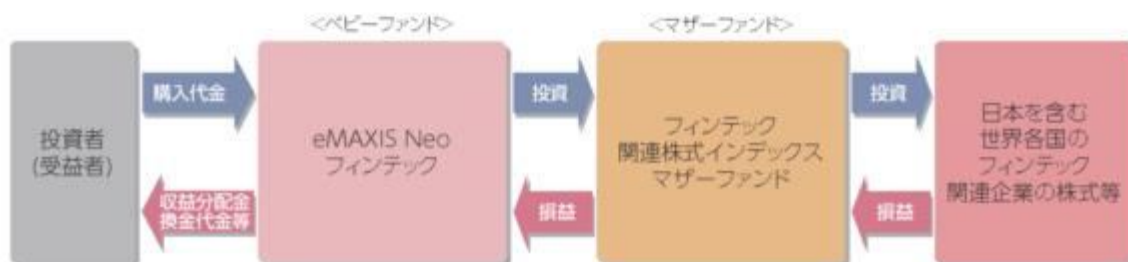 <ベビーファンド>
<マザーファンド>
投資者
(受益者)
購入代金
収益分配金
換金代金等
eMAXIS Neo
フィンテック
投資
損益
フィンテック
関連株式インデックス
マザーファンド
投資
損益
日本を含む
世界各国の
フィンテック
関連企業の株式等